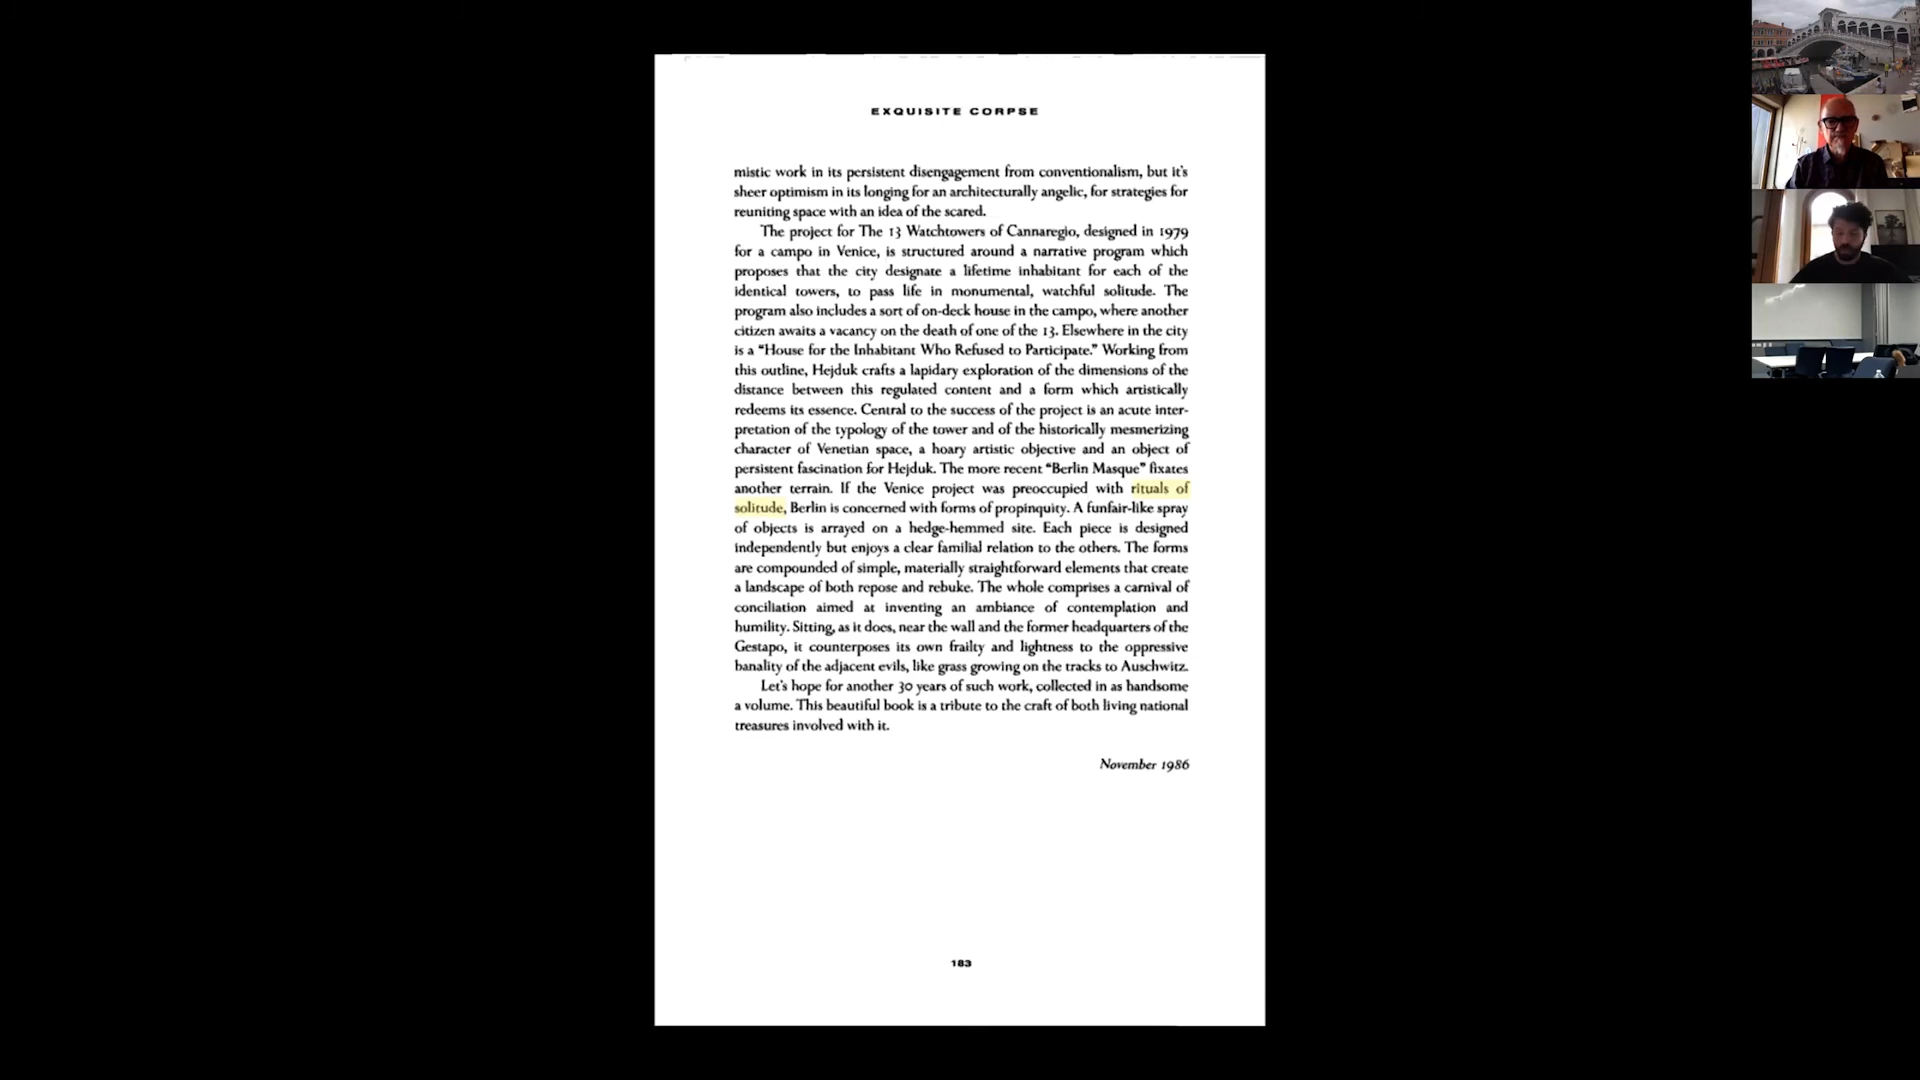 EXQUISITE CORPSE
mistic work in its persistent disengagement from conventionalism, but it's
sheer optimism in its longing for an architecturally angelic, for strategies for
reuniting space with an idea of the scared.
The project for The 13 Watchtowers of Cannaregio, designed in 1979
for a campo in Venice, is structured around a narrative program which
proposes that the city designate a lifetime inhabitant for each of the
identical towers, to pass life in monumental, watchful solitude. The
program also includes a sort of on-deck house in the campo, where another
citizen awaits a vacancy on the death of one of the 13. Elsewhere in the city
is a “House for the Inhabitant Who Refused to Participate.” Working from
this outline, Hejduk crafts a lapidary exploration of the dimensions of the
distance between this regulated content and a form which artistically
redeems its essence. Central to the success of the project is an acute inter-
pretation of the typology of the tower and of the historically mesmerizing
character of Venetian space, a hoary artistic objective and an object of
persistent fascination for Hejduk. The more recent “Berlin Masque” fixates
another terrain. If the Venice project was preoccupied with rituals of
solitude, Berlin is concerned with forms of propinquity. A funfair-like spray
of objects is arrayed on a hedge-hemmed site. Each piece is designed
independently but enjoys a clear familial relation to the others. The forms
are compounded of simple, materially straightforward elements that create
a landscape of both repose and rebuke. The whole comprises a carnival of
conciliation aimed at inventing an ambiance of contemplation and
humility. Sitting, as it does, near the wall and the former headquarters of the
Gestapo, it counterposes its own frailty and lightness to the oppressive
banality of the adjacent evils, like grass growing on the tracks to Auschwitz.
Let's hope for another 30 years of such work, collected in as handsome
a volume. This beautiful book is a tribute to the craft of both living national
treasures involved with it.
November 1986
183